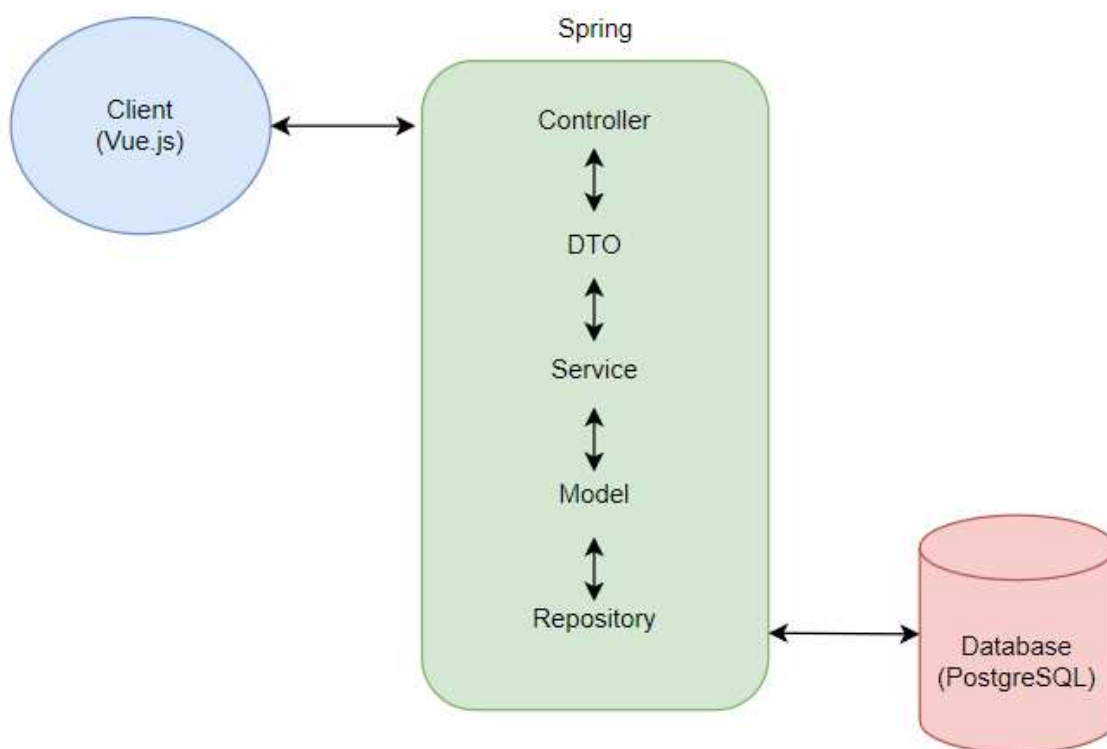 Spring
Client
(Vue.js)
Controller
DTO
Service
Model
Repository
Database
(PostgreSQL)